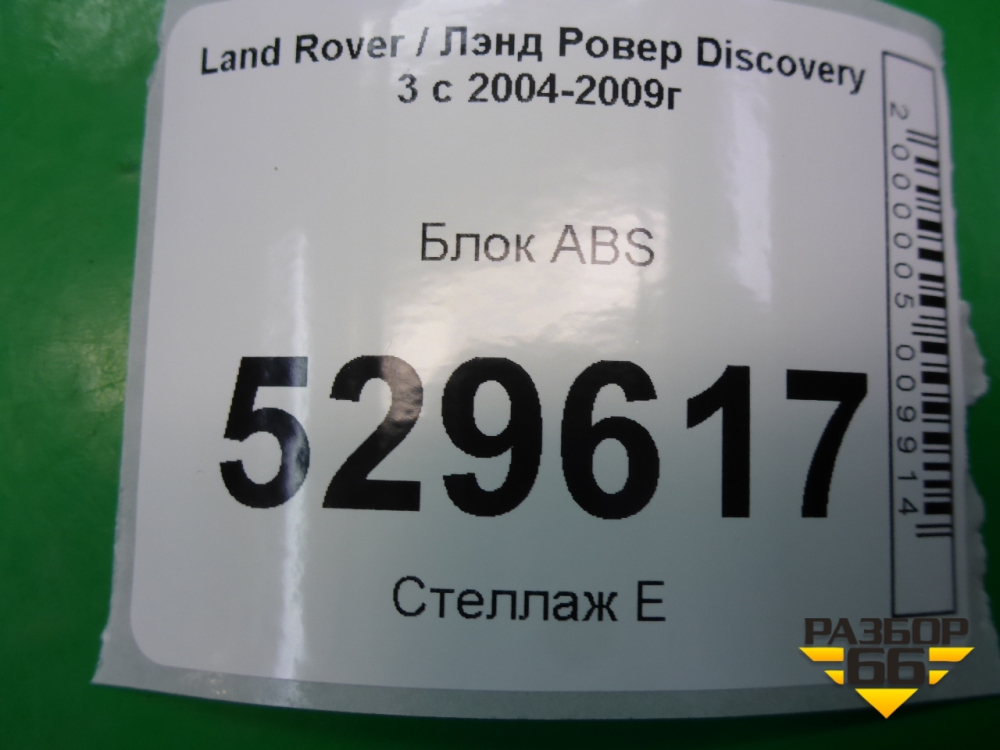 Land Rover / Лэнд Ровер Discovery
3 с 2004-2009г
Блок ABS
529617
Стеллаж Е
2000005009914
РАЗБОР
66